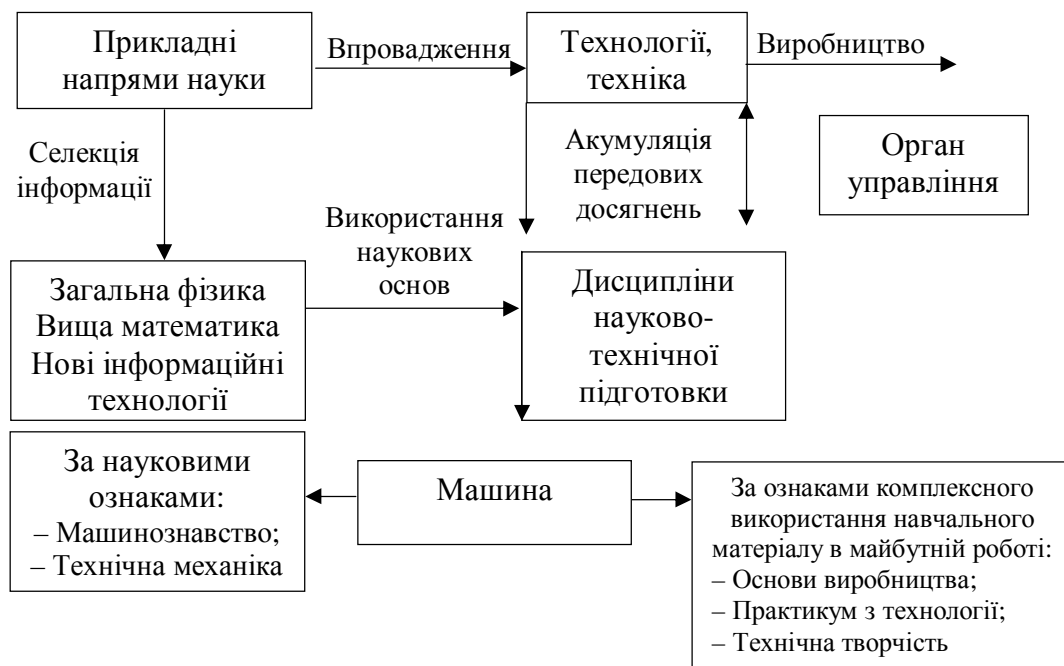 Прикладні
напрями науки
Впровадження
Технології,
техніка
Виробництво
Селекція
інформації
Акумуляція
передових
досягнень
Орган
управління
Використання
наукових
основ
Загальна фізика
Вища математика
Нові інформаційні
технології
Дисципліни
науково-
технічної
підготовки
За науковими
ознаками:
– Машинознавство;
– Технічна механіка
Машина
За ознаками комплексного
використання навчального
матеріалу в майбутній роботі:
– Основи виробництва;
– Практикум з технології;
– Технічна творчість